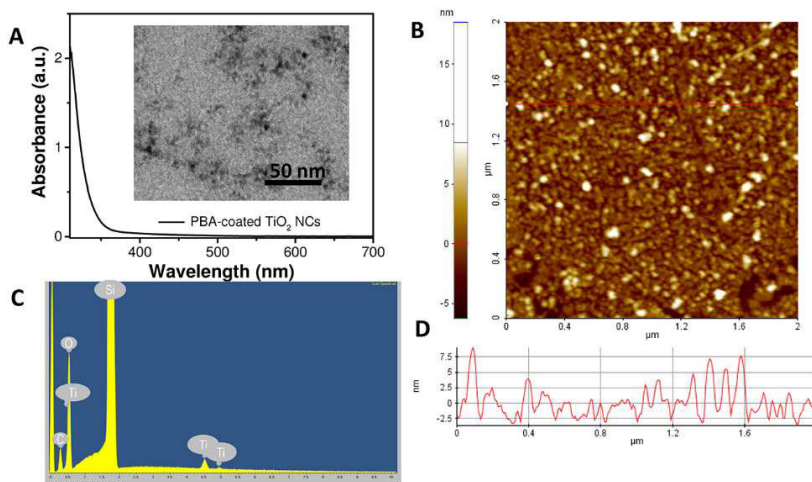 A
2
1
0
400
500
600
700
Absorbance (a.u.)
Wavelength (nm)
50 nm
PBA-coated TiO₂ NCs
B
nm
15
10
5
0
-5
2
1.6
1.2
0.8
0.4
0
µm
0
0.4
0.8
1.2
1.6
2
µm
C
Si
O
Ti
C
Ti
Ti
D
7.5
5
2.5
0
-2.5
nm
0
0.4
0.8
1.2
1.6
µm